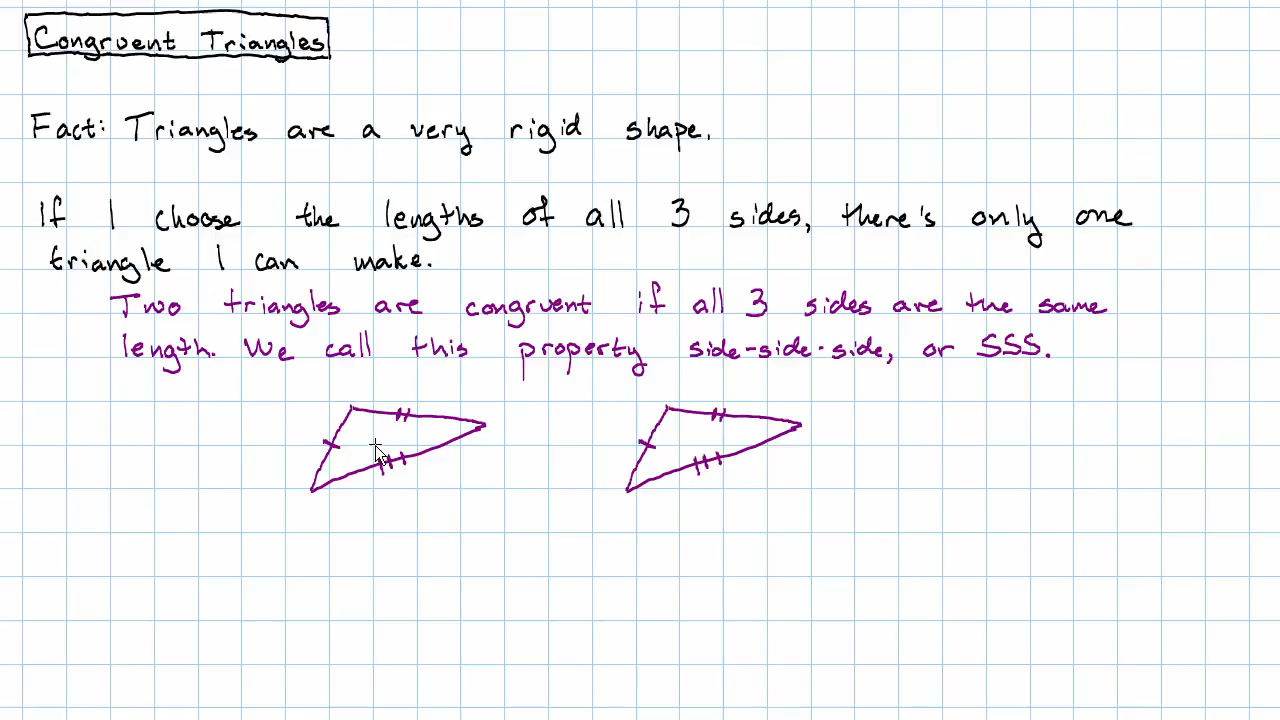 Congruent Triangles
Fact: Triangles are a very rigid shape.
If I choose the lengths of all 3 sides, there's only one
triangle I can make.
Two triangles are congruent if all 3 sides are the same
length. We call this property side-side-side, or SSS.